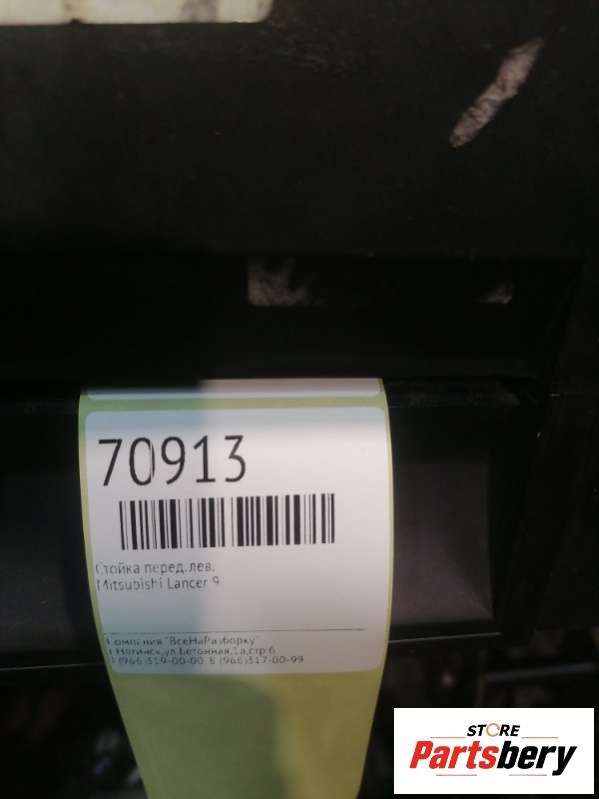 70913
Стойка перед.лев.
Mitsubishi Lancer 9
Компания "ВсеНаРазборку"
г.Ногинск,ул.Бетонная,1а,стр.6
8 (966)319-00-00, 8 (966)317-00-99
STORE
Partsbery